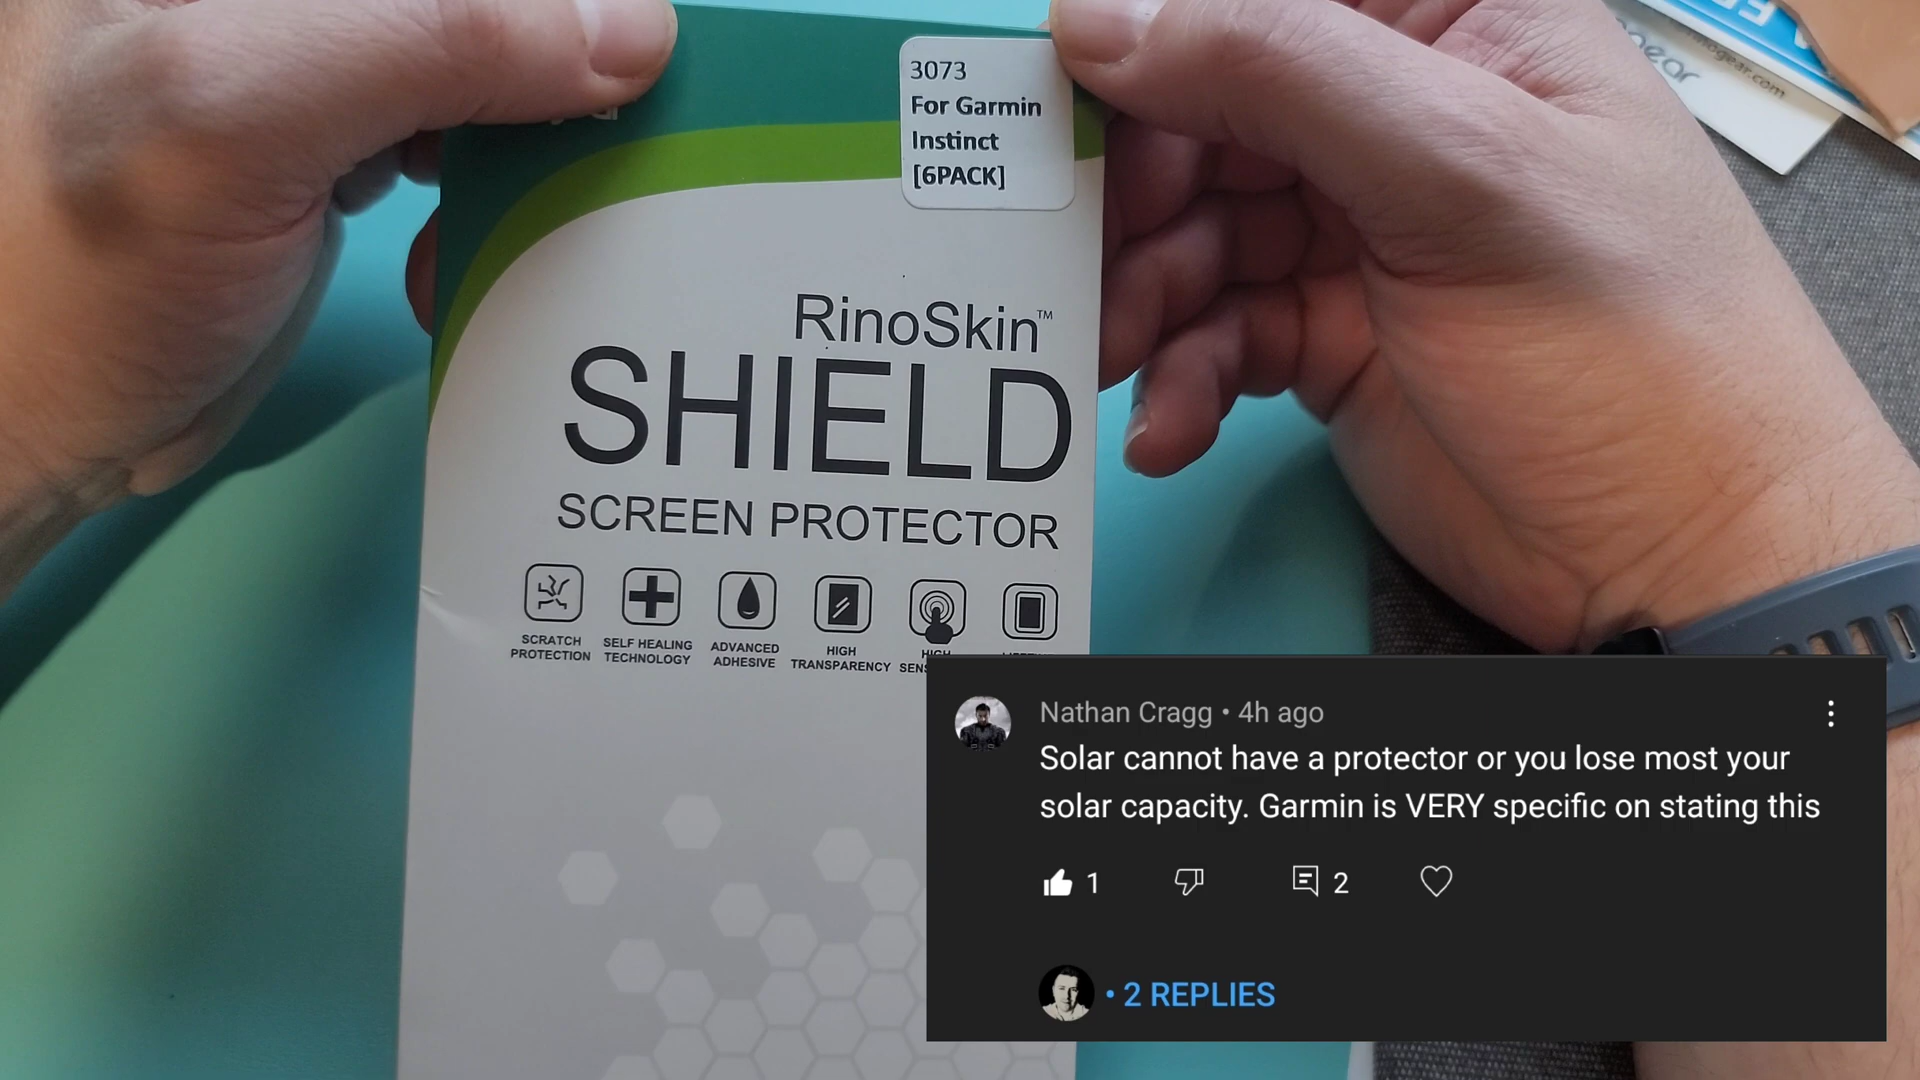 3073
For Garmin
Instinct
[6PACK]
RinoSkin™
SHIELD
SCREEN PROTECTOR
SCRATCH
PROTECTION
SELF HEALING
TECHNOLOGY
ADVANCED
ADHESIVE
HIGH
TRANSPARENCY
HIGH
Nathan Cragg • 4h ago
Solar cannot have a protector or you lose most your
solar capacity. Garmin is VERY specific on stating this
1
2
• 2 REPLIES